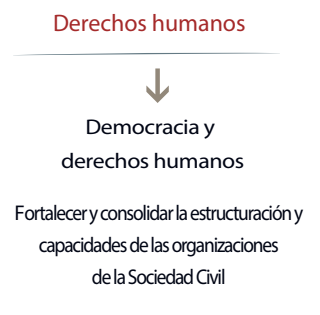 Derechos humanos
Democracia y
derechos humanos
Fortalecer y consolidar la estructuración y
capacidades de las organizaciones
de la Sociedad Civil